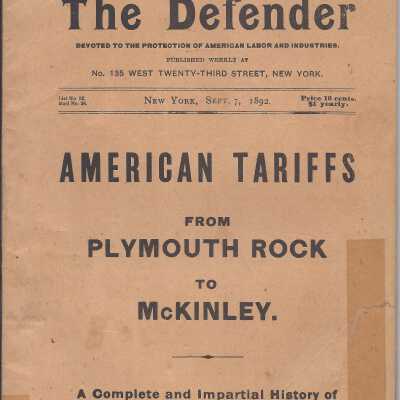 The Defender
DEVOTED TO THE PROTECTION OF AMERICAN LABOR AND INDUSTRIES.
PUBLISHED WEEKLY AT
No. 135 WEST TWENTY-THIRD STREET, NEW YORK.
NEW YORK, SEPT. 7, 1892.
Price 10 cents.
$1 yearly.
AMERICAN TARIFFS
FROM
PLYMOUTH ROCK
TO
McKINLEY.
A Complete and Impartial History of